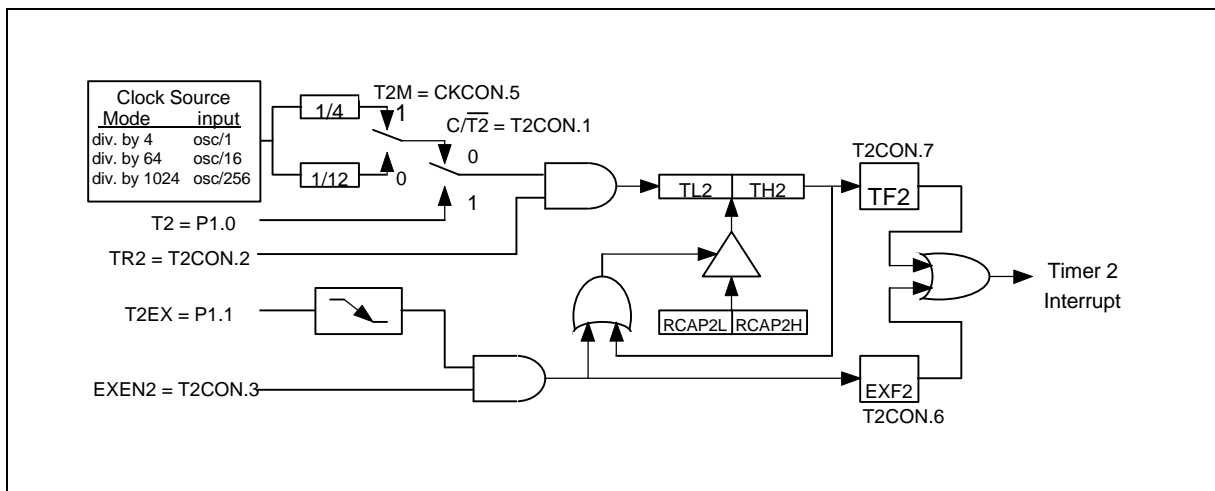 Clock Source
Mode input
div. by 4 osc/1
div. by 64 osc/16
div. by 1024 osc/256
1/4
1/12
T2M = CKCON.5
1
0
C/T2 = T2CON.1
0
1
T2 = P1.0
TR2 = T2CON.2
T2EX = P1.1
EXEN2 = T2CON.3
TL2 TH2
RCAP2L RCAP2H
T2CON.7
TF2
EXF2
T2CON.6
Timer 2
Interrupt